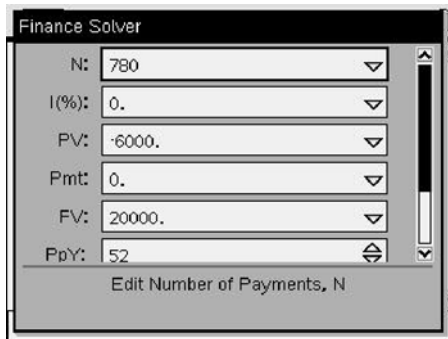 Finance Solver
N: 780
I(%): 0.
PV: -6000.
Pmt: 0.
FV: 20000.
PpY: 52
Edit Number of Payments, N